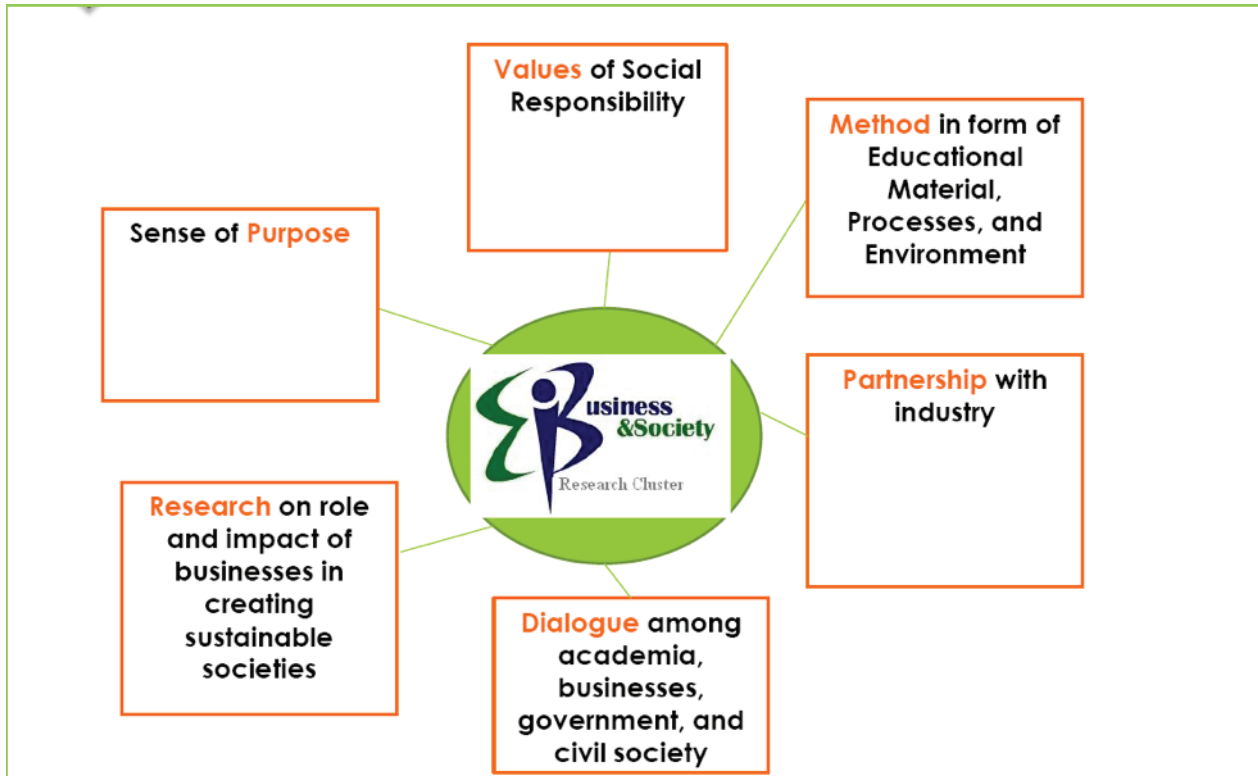 Values of Social
Responsibility
Method in form of
Educational
Material,
Processes, and
Environment
Sense of Purpose
Business
&Society
Research Cluster
Partnership with
industry
Research on role
and impact of
businesses in
creating
sustainable
societies
Dialogue among
academia,
businesses,
government, and
civil society